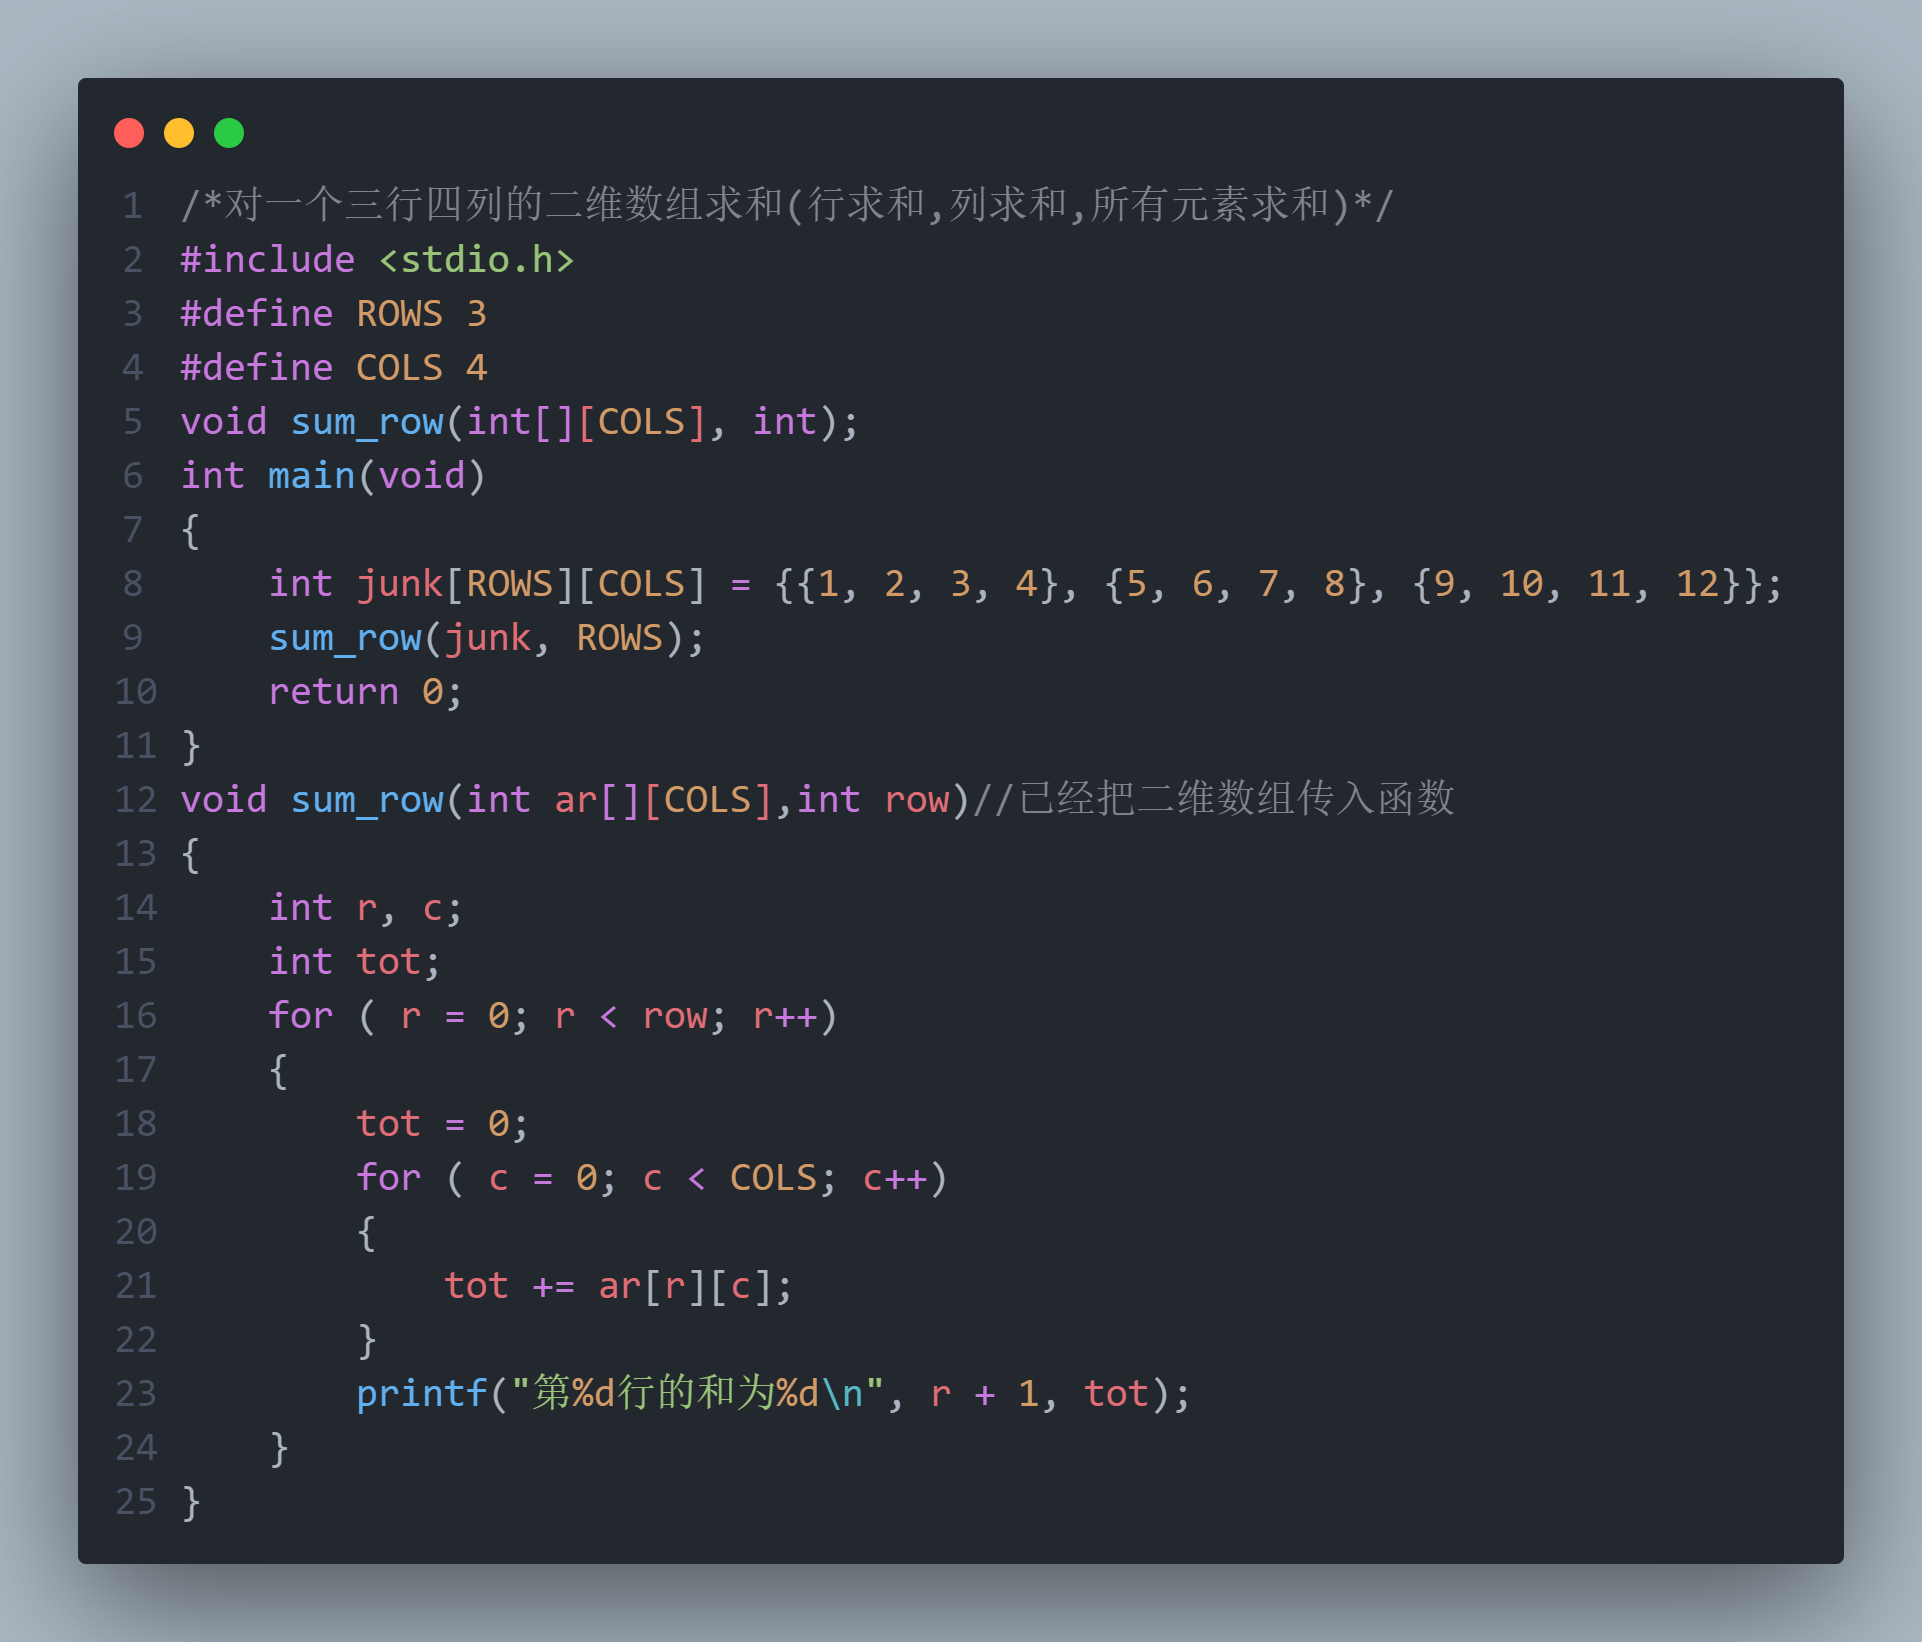 1 /*对一个三行四列的二维数组求和(行求和,列求和,所有元素求和)*/
2 #include <stdio.h>
3 #define ROWS 3
4 #define COLS 4
5 void sum_row(int[][COLS], int);
6 int main(void)
7 {
8     int junk[ROWS][COLS] = {{1, 2, 3, 4}, {5, 6, 7, 8}, {9, 10, 11, 12}};
9     sum_row(junk, ROWS);
10     return 0;
11 }
12 void sum_row(int ar[][COLS],int row)//已经把二维数组传入函数
13 {
14     int r, c;
15     int tot;
16     for ( r = 0; r < row; r++)
17     {
18         tot = 0;
19         for ( c = 0; c < COLS; c++)
20         {
21             tot += ar[r][c];
22         }
23         printf("第%d行的和为%d\n", r + 1, tot);
24     }
25 }